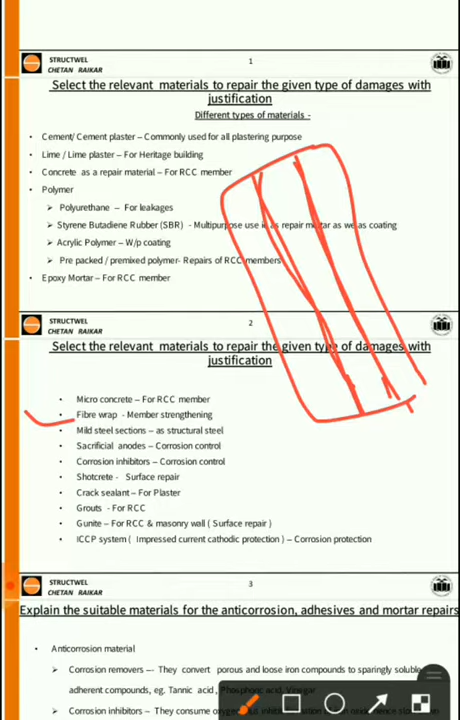 STRUCTWEL
CHETAN RAIKAR
1
Select the relevant materials to repair the given type of damages with
justification
Different types of materials -
• Cement/ Cement plaster – Commonly used for all plastering purpose
• Lime / Lime plaster – For Heritage building
• Concrete as a repair material – For RCC member
• Polymer
➢ Polyurethane – For leakages
➢ Styrene Butadiene Rubber (SBR) - Multipurpose use is as repair mortar as well as coating
➢ Acrylic Polymer – W/p coating
➢ Pre packed / premixed polymer- Repairs of RCC members
• Epoxy Mortar – For RCC member
STRUCTWEL
CHETAN RAIKAR
2
Select the relevant materials to repair the given type of damages with
justification
• Micro concrete – For RCC member
• Fibre wrap - Member strengthening
• Mild steel sections – as structural steel
• Sacrificial anodes – Corrosion control
• Corrosion inhibitors – Corrosion control
• Shotcrete - Surface repair
• Crack sealant – For Plaster
• Grouts - For RCC
• Gunite – For RCC & masonry wall ( Surface repair )
• ICCP system ( Impressed current cathodic protection ) – Corrosion protection
STRUCTWEL
CHETAN RAIKAR
3
Explain the suitable materials for the anticorrosion, adhesives and mortar repairs
• Anticorrosion material
➢ Corrosion removers –- They convert porous and loose iron compounds to sparingly soluble
adherent compounds, eg. Tannic acid, Phosphoric acid, Vinegar
➢ Corrosion inhibitors – They consume oxygen